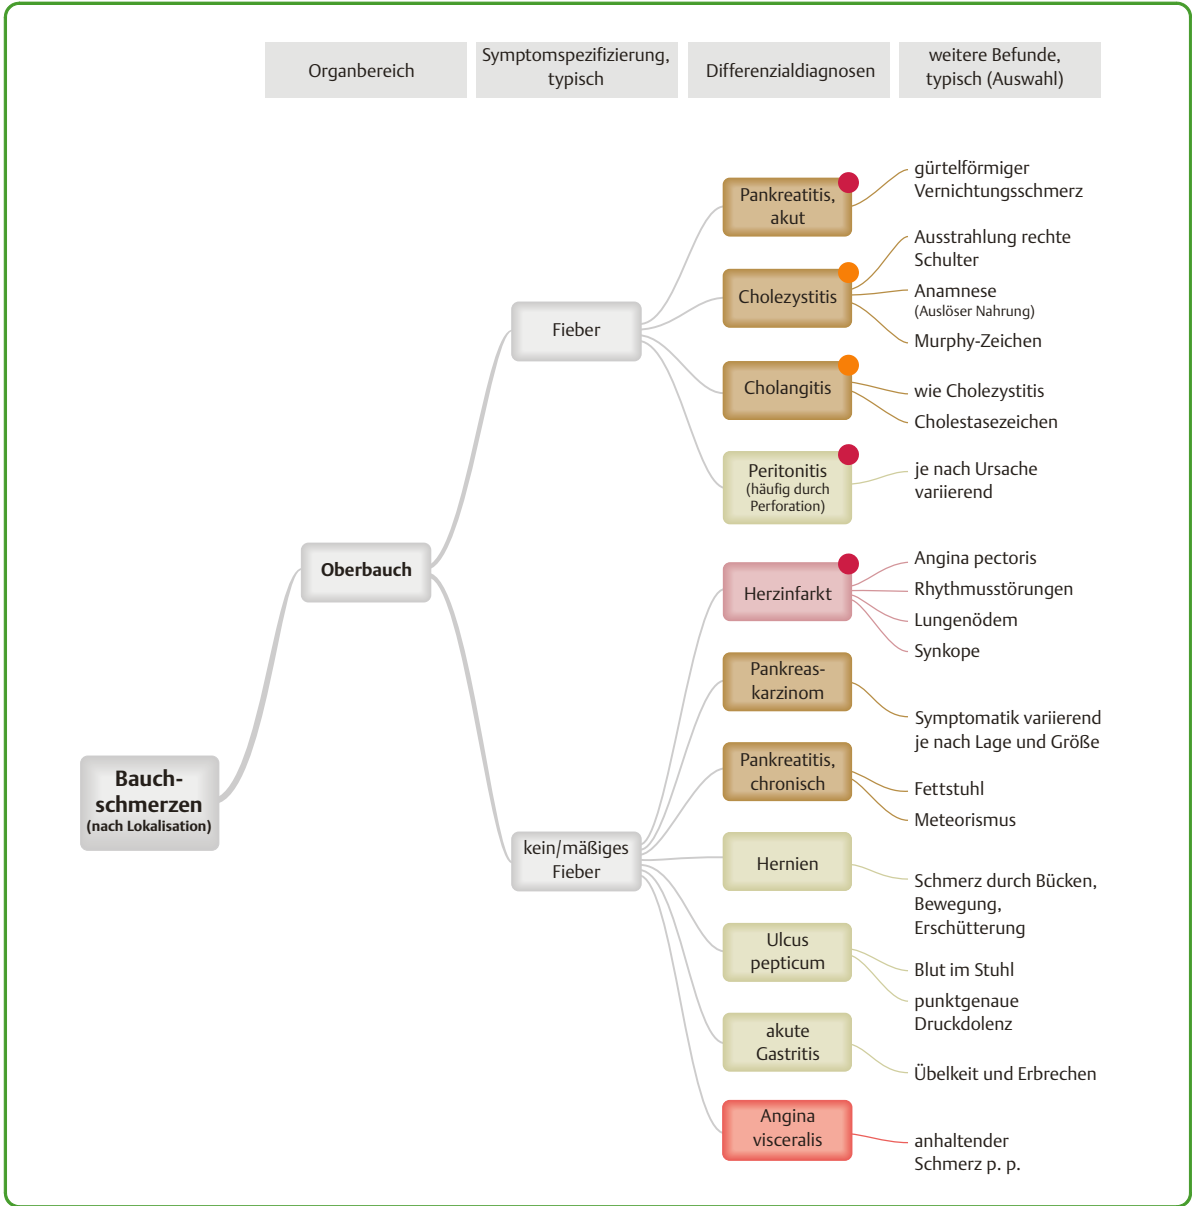 Organbereich
Symptomspezifizierung,
typisch
Differenzialdiagnosen
weitere Befunde,
typisch (Auswahl)
Bauch-
schmerzen
(nach Lokalisation)
Oberbauch
Fieber
Pankreatitis,
akut
gürtelförmiger
Vernichtungsschmerz
Cholezystitis
Ausstrahlung rechte
Schulter
Anamnese
(Auslöser Nahrung)
Murphy-Zeichen
Cholangitis
wie Cholezystitis
Cholestasezeichen
Peritonitis
(häufig durch
Perforation)
je nach Ursache
variierend
kein/mäßiges
Fieber
Herzinfarkt
Angina pectoris
Rhythmusstörungen
Lungenödem
Synkope
Pankreas-
karzinom
Symptomatik variierend
je nach Lage und Größe
Pankreatitis,
chronisch
Fettstuhl
Meteorismus
Hernien
Schmerz durch Bücken,
Bewegung,
Erschütterung
Ulcus
pepticum
Blut im Stuhl
punktgenaue
Druckdolenz
akute
Gastritis
Übelkeit und Erbrechen
Angina
visceralis
anhaltender
Schmerz p. p.